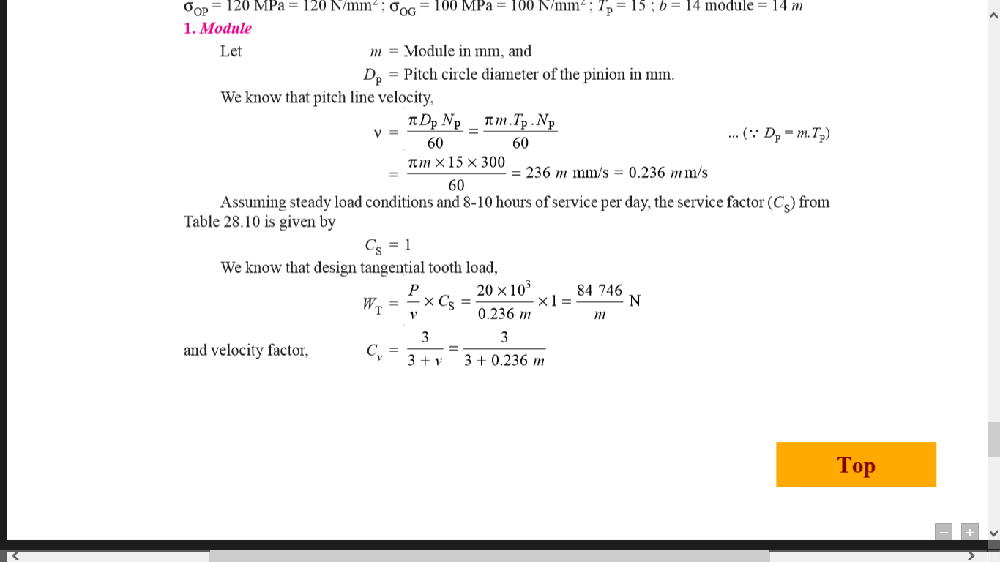 σOP = 120 MPa = 120 N/mm² ; σOG = 100 MPa = 100 N/mm² ; TP = 15 ; b = 14 module = 14 m
1. Module
Let m = Module in mm, and
DP = Pitch circle diameter of the pinion in mm.
We know that pitch line velocity,
v = π DP NP / 60 = π m.TP.NP / 60 ... (∵ DP = m.TP)
= π m × 15 × 300 / 60 = 236 m mm/s = 0.236 m m/s
Assuming steady load conditions and 8-10 hours of service per day, the service factor (CS) from
Table 28.10 is given by
CS = 1
We know that design tangential tooth load,
WT = P / v × CS = 20 × 10³ / 0.236 m × 1 = 84 746 / m N
and velocity factor, Cv = 3 / 3 + v = 3 / 3 + 0.236 m
Top